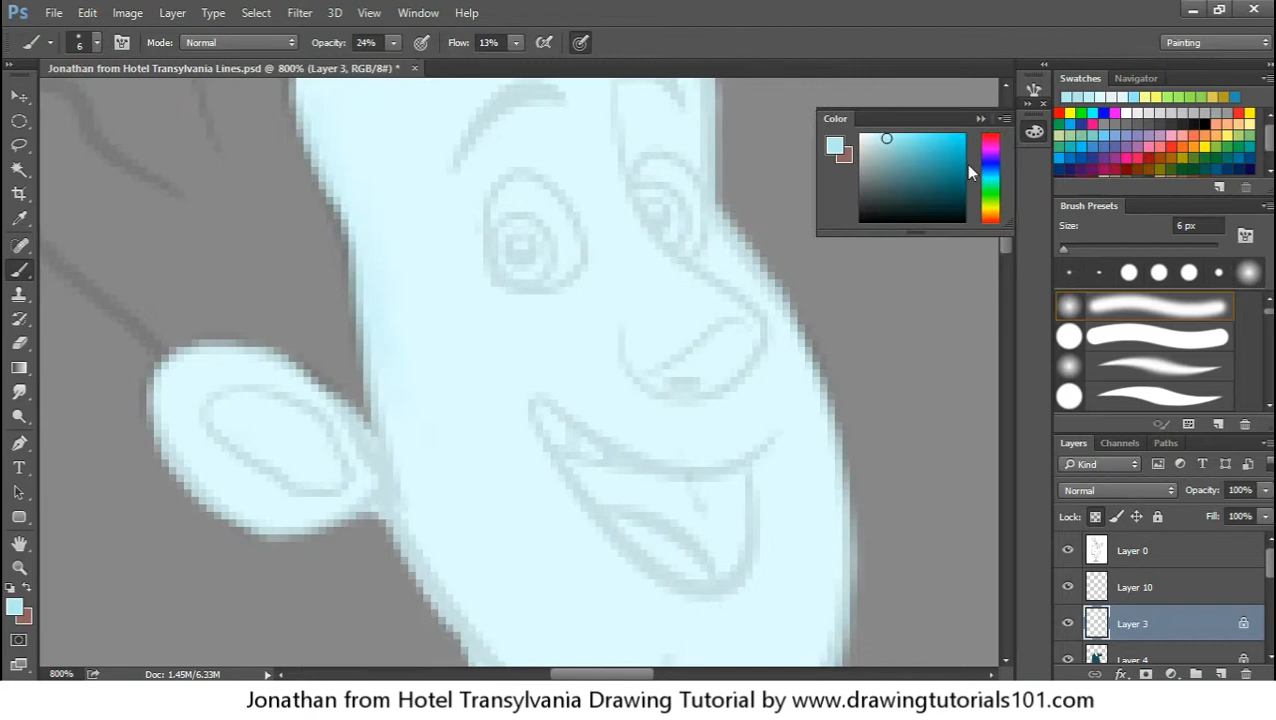 Ps File Edit Image Layer Type Select Filter 3D View Window Help
6 Mode: Normal Opacity: 24% Flow: 13% Painting
Jonathan from Hotel Transylvania Lines.psd @ 800% (Layer 3, RGB/8#) * ×
Swatches Navigator
Color
Brush Presets
Size: 6 px
Layers Channels Paths
Kind
Normal Opacity: 100%
Lock: Fill: 100%
Layer 0
Layer 10
Layer 3
Layer 4
800% Doc: 1.45M/6.33M
Jonathan from Hotel Transylvania Drawing Tutorial by www.drawingtutorials101.com